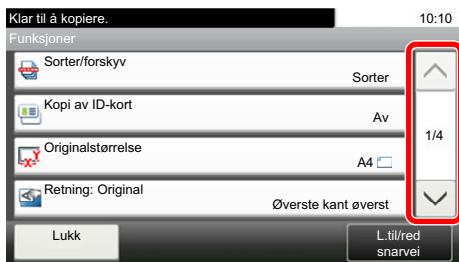 Klar til å kopiere.
10:10
Funksjoner
Sorter/forskyv
Sorter
Kopi av ID-kort
Av
Originalstørrelse
A4
Retning: Original
Øverste kant øverst
1/4
Lukk
L.til/red
snarvei